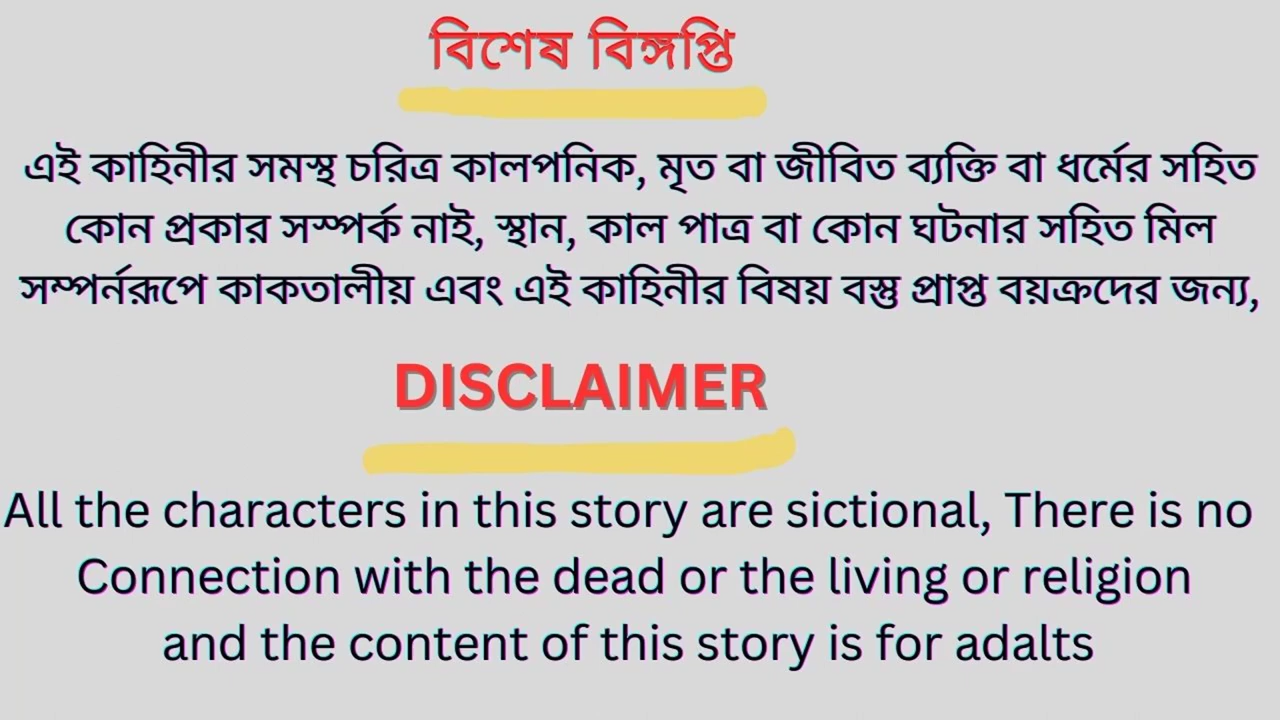 বিশেষ বিঙ্গপ্তি
এই কাহিনীর সমস্থ চরিত্র কালপনিক, মৃত বা জীবিত ব্যক্তি বা ধর্মের সহিত
কোন প্রকার সস্পর্ক নাই, স্থান, কাল পাত্র বা কোন ঘটনার সহিত মিল
সম্পর্নরূপে কাকতালীয় এবং এই কাহিনীর বিষয় বস্তু প্রাপ্ত বয়ক্রদের জন্য,
DISCLAIMER
All the characters in this story are sictional, There is no
Connection with the dead or the living or religion
and the content of this story is for adalts